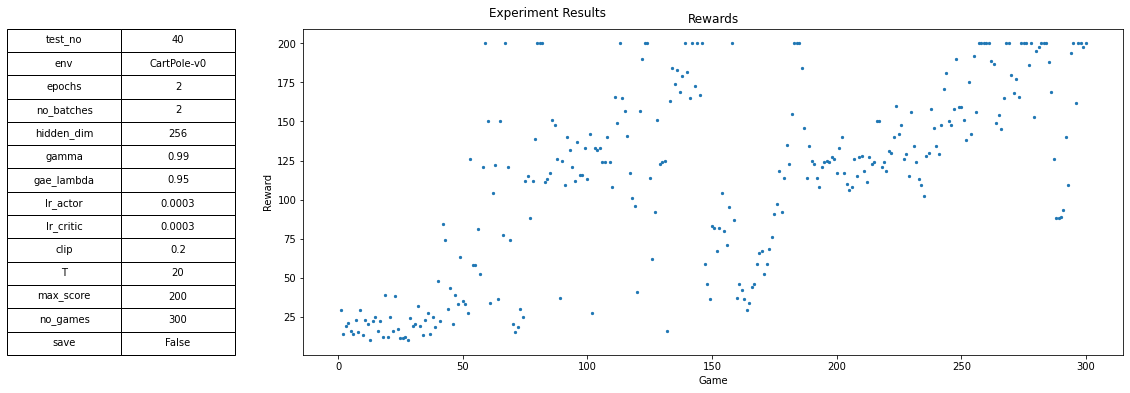 Experiment Results
test_no 40
env CartPole-v0
epochs 2
no_batches 2
hidden_dim 256
gamma 0.99
gae_lambda 0.95
lr_actor 0.0003
lr_critic 0.0003
clip 0.2
T 20
max_score 200
no_games 300
save False
Rewards
Reward
200
175
150
125
100
75
50
25
0 50 100 150 200 250 300
Game